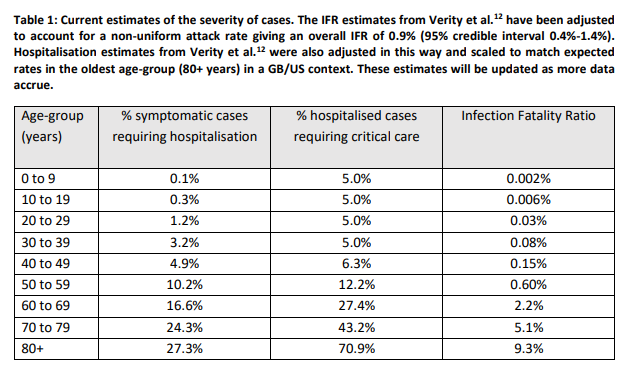 Table 1: Current estimates of the severity of cases. The IFR estimates from Verity et al.12 have been adjusted
to account for a non-uniform attack rate giving an overall IFR of 0.9% (95% credible interval 0.4%-1.4%).
Hospitalisation estimates from Verity et al.12 were also adjusted in this way and scaled to match expected
rates in the oldest age-group (80+ years) in a GB/US context. These estimates will be updated as more data
accrue.
Age-group % symptomatic cases % hospitalised cases Infection Fatality Ratio
(years) requiring hospitalisation requiring critical care
0 to 9 0.1% 5.0% 0.002%
10 to 19 0.3% 5.0% 0.006%
20 to 29 1.2% 5.0% 0.03%
30 to 39 3.2% 5.0% 0.08%
40 to 49 4.9% 6.3% 0.15%
50 to 59 10.2% 12.2% 0.60%
60 to 69 16.6% 27.4% 2.2%
70 to 79 24.3% 43.2% 5.1%
80+ 27.3% 70.9% 9.3%